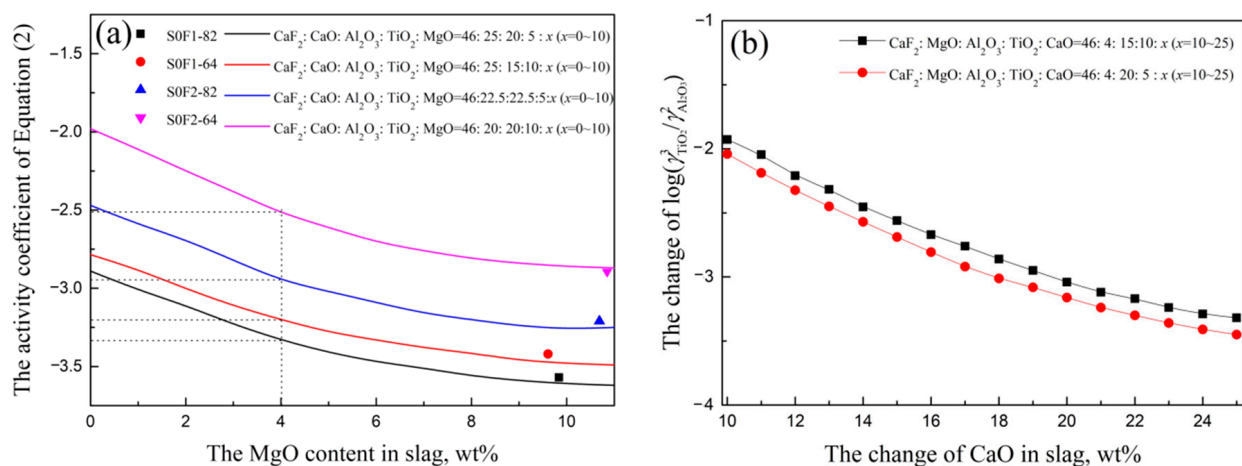 (a)
S0F1-82 CaF₂: CaO: Al₂O₃: TiO₂: MgO=46: 25: 20: 5 : x (x=0~10)
S0F1-64 CaF₂: CaO: Al₂O₃: TiO₂: MgO=46: 25: 15:10: x (x=0~10)
S0F2-82 CaF₂: CaO: Al₂O₃: TiO₂: MgO=46:22.5:22.5:5:x (x=0~10)
S0F2-64 CaF₂: CaO: Al₂O₃: TiO₂: MgO=46: 20: 20:10: x (x=0~10)
The activity coefficient of Equation (2)
−1.5
−2.0
−2.5
−3.0
−3.5
0 2 4 6 8 10
The MgO content in slag, wt%
(b)
CaF₂: MgO: Al₂O₃: TiO₂: CaO=46: 4: 15:10: x (x=10~25)
CaF₂: MgO: Al₂O₃: TiO₂: CaO=46: 4: 20: 5 : x (x=10~25)
The change of log(γ³TiO₂/γ²Al₂O₃)
−1
−2
−3
−4
10 12 14 16 18 20 22 24
The change of CaO in slag, wt%